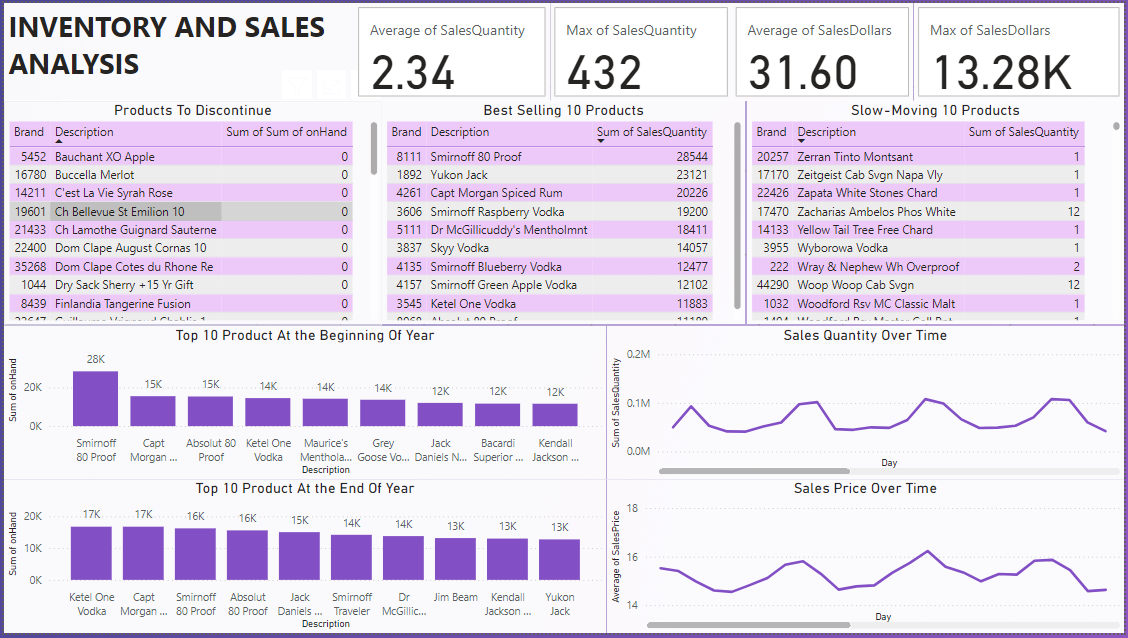 INVENTORY AND SALES
ANALYSIS
Average of SalesQuantity
2.34
Max of SalesQuantity
432
Average of SalesDollars
31.60
Max of SalesDollars
13.28K
Products To Discontinue
Brand Description Sum of Sum of onHand
5452 Bauchant XO Apple 0
16780 Buccella Merlot 0
14211 C'est La Vie Syrah Rose 0
19601 Ch Bellevue St Emilion 10 0
21433 Ch Lamothe Guignard Sauterne 0
22400 Dom Clape August Cornas 10 0
35268 Dom Clape Cotes du Rhone Re 0
1044 Dry Sack Sherry +15 Yr Gift 0
8439 Finlandia Tangerine Fusion 0
Best Selling 10 Products
Brand Description Sum of SalesQuantity
8111 Smirnoff 80 Proof 28544
1892 Yukon Jack 23121
4261 Capt Morgan Spiced Rum 20226
3606 Smirnoff Raspberry Vodka 19200
5111 Dr McGillicuddy's Mentholmnt 18411
3837 Skyy Vodka 14057
4135 Smirnoff Blueberry Vodka 12477
4157 Smirnoff Green Apple Vodka 12102
3545 Ketel One Vodka 11883
Slow-Moving 10 Products
Brand Description Sum of SalesQuantity
20257 Zerran Tinto Montsant 1
17170 Zeitgeist Cab Svgn Napa Vly 1
22426 Zapata White Stones Chard 1
17470 Zacharias Ambelos Phos White 12
14133 Yellow Tail Tree Free Chard 1
3955 Wyborowa Vodka 1
222 Wray & Nephew Wh Overproof 2
44290 Woop Woop Cab Svgn 12
1032 Woodford Rsv MC Classic Malt 1
Top 10 Product At the Beginning Of Year
Sum of onHand
20K
0K
28K 15K 15K 14K 14K 14K 12K 12K 12K
Smirnoff Capt Absolut 80 Ketel One Maurice's Grey Jack Bacardi Kendall
80 Proof Morgan ... Proof Vodka Menthola... Goose Vo... Daniels N... Superior ... Jackson ...
Description
Sales Quantity Over Time
Sum of SalesQuantity
0.2M
0.1M
0.0M
Day
Top 10 Product At the End Of Year
Sum of onHand
20K
10K
0K
17K 17K 16K 16K 15K 14K 14K 13K 13K 13K
Ketel One Capt Smirnoff Absolut Jack Smirnoff Dr Jim Beam Kendall Yukon
Vodka Morgan ... 80 Proof 80 Proof Daniels ... Traveler McGillic... Jackson ... Jack
Description
Sales Price Over Time
Average of SalesPrice
18
16
14
Day